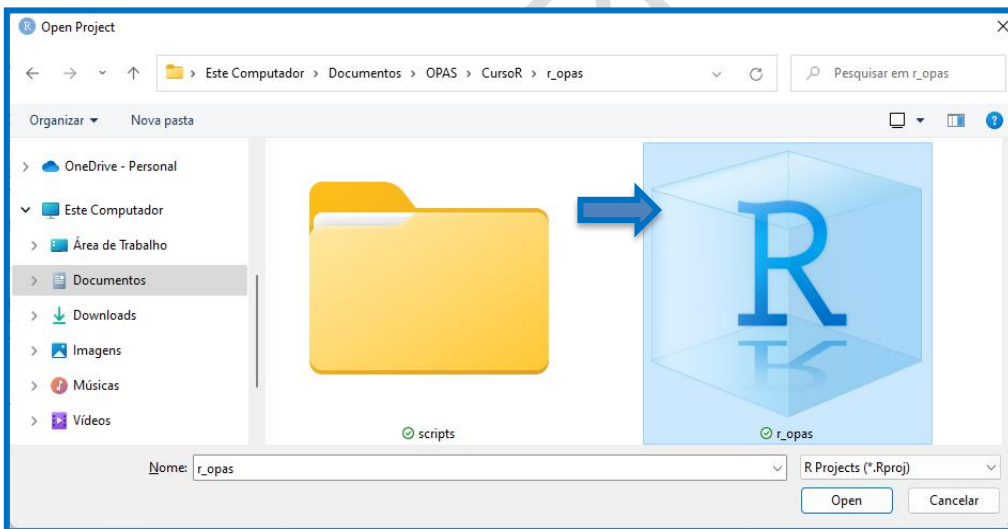 Open Project
Este Computador > Documentos > OPAS > CursoR > r_opas
Pesquisar em r_opas
Organizar Nova pasta
OneDrive - Personal
Este Computador
Área de Trabalho
Documentos
Downloads
Imagens
Músicas
Vídeos
R
scripts
r_opas
Nome: r_opas
R Projects (*.Rproj)
Open Cancelar